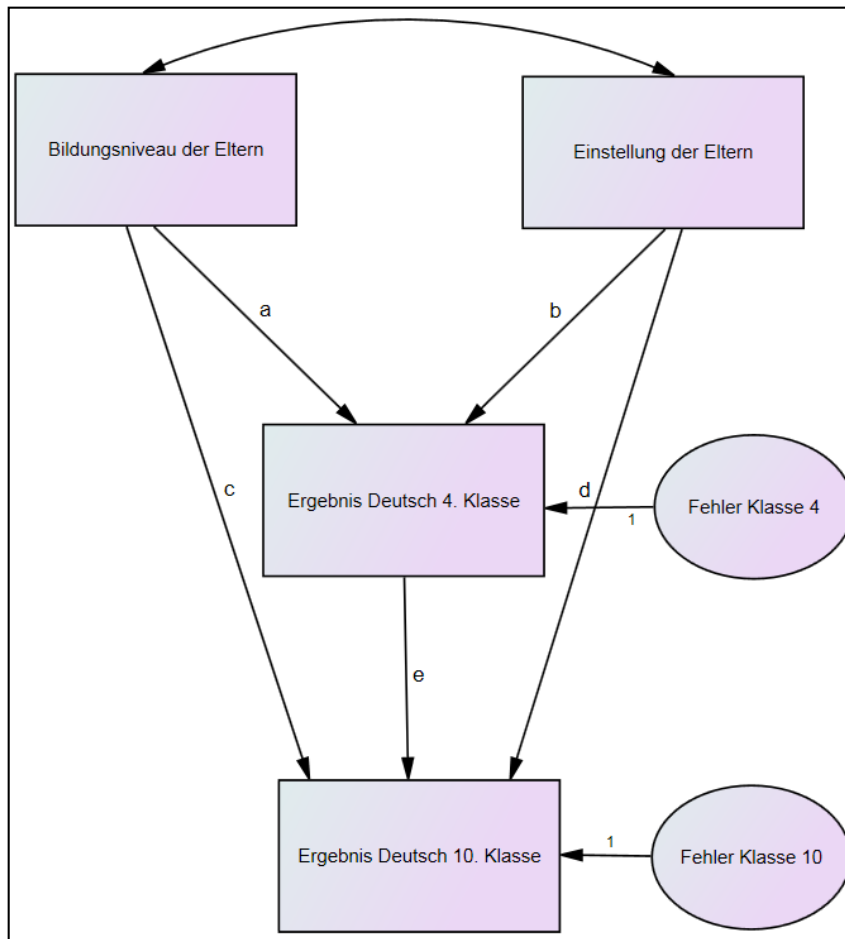 Bildungsniveau der Eltern
Einstellung der Eltern
a
b
c
Ergebnis Deutsch 4. Klasse
d
1
Fehler Klasse 4
e
Ergebnis Deutsch 10. Klasse
1
Fehler Klasse 10